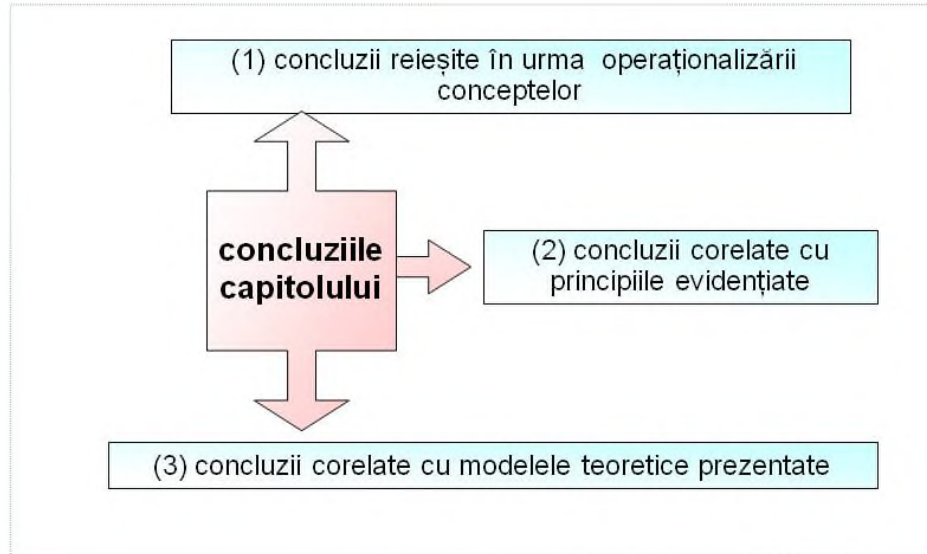 (1) concluzii reieșite în urma operaționalizării
conceptelor
concluziile
capitolului
(2) concluzii corelate cu
principiile evidențiate
(3) concluzii corelate cu modelele teoretice prezentate